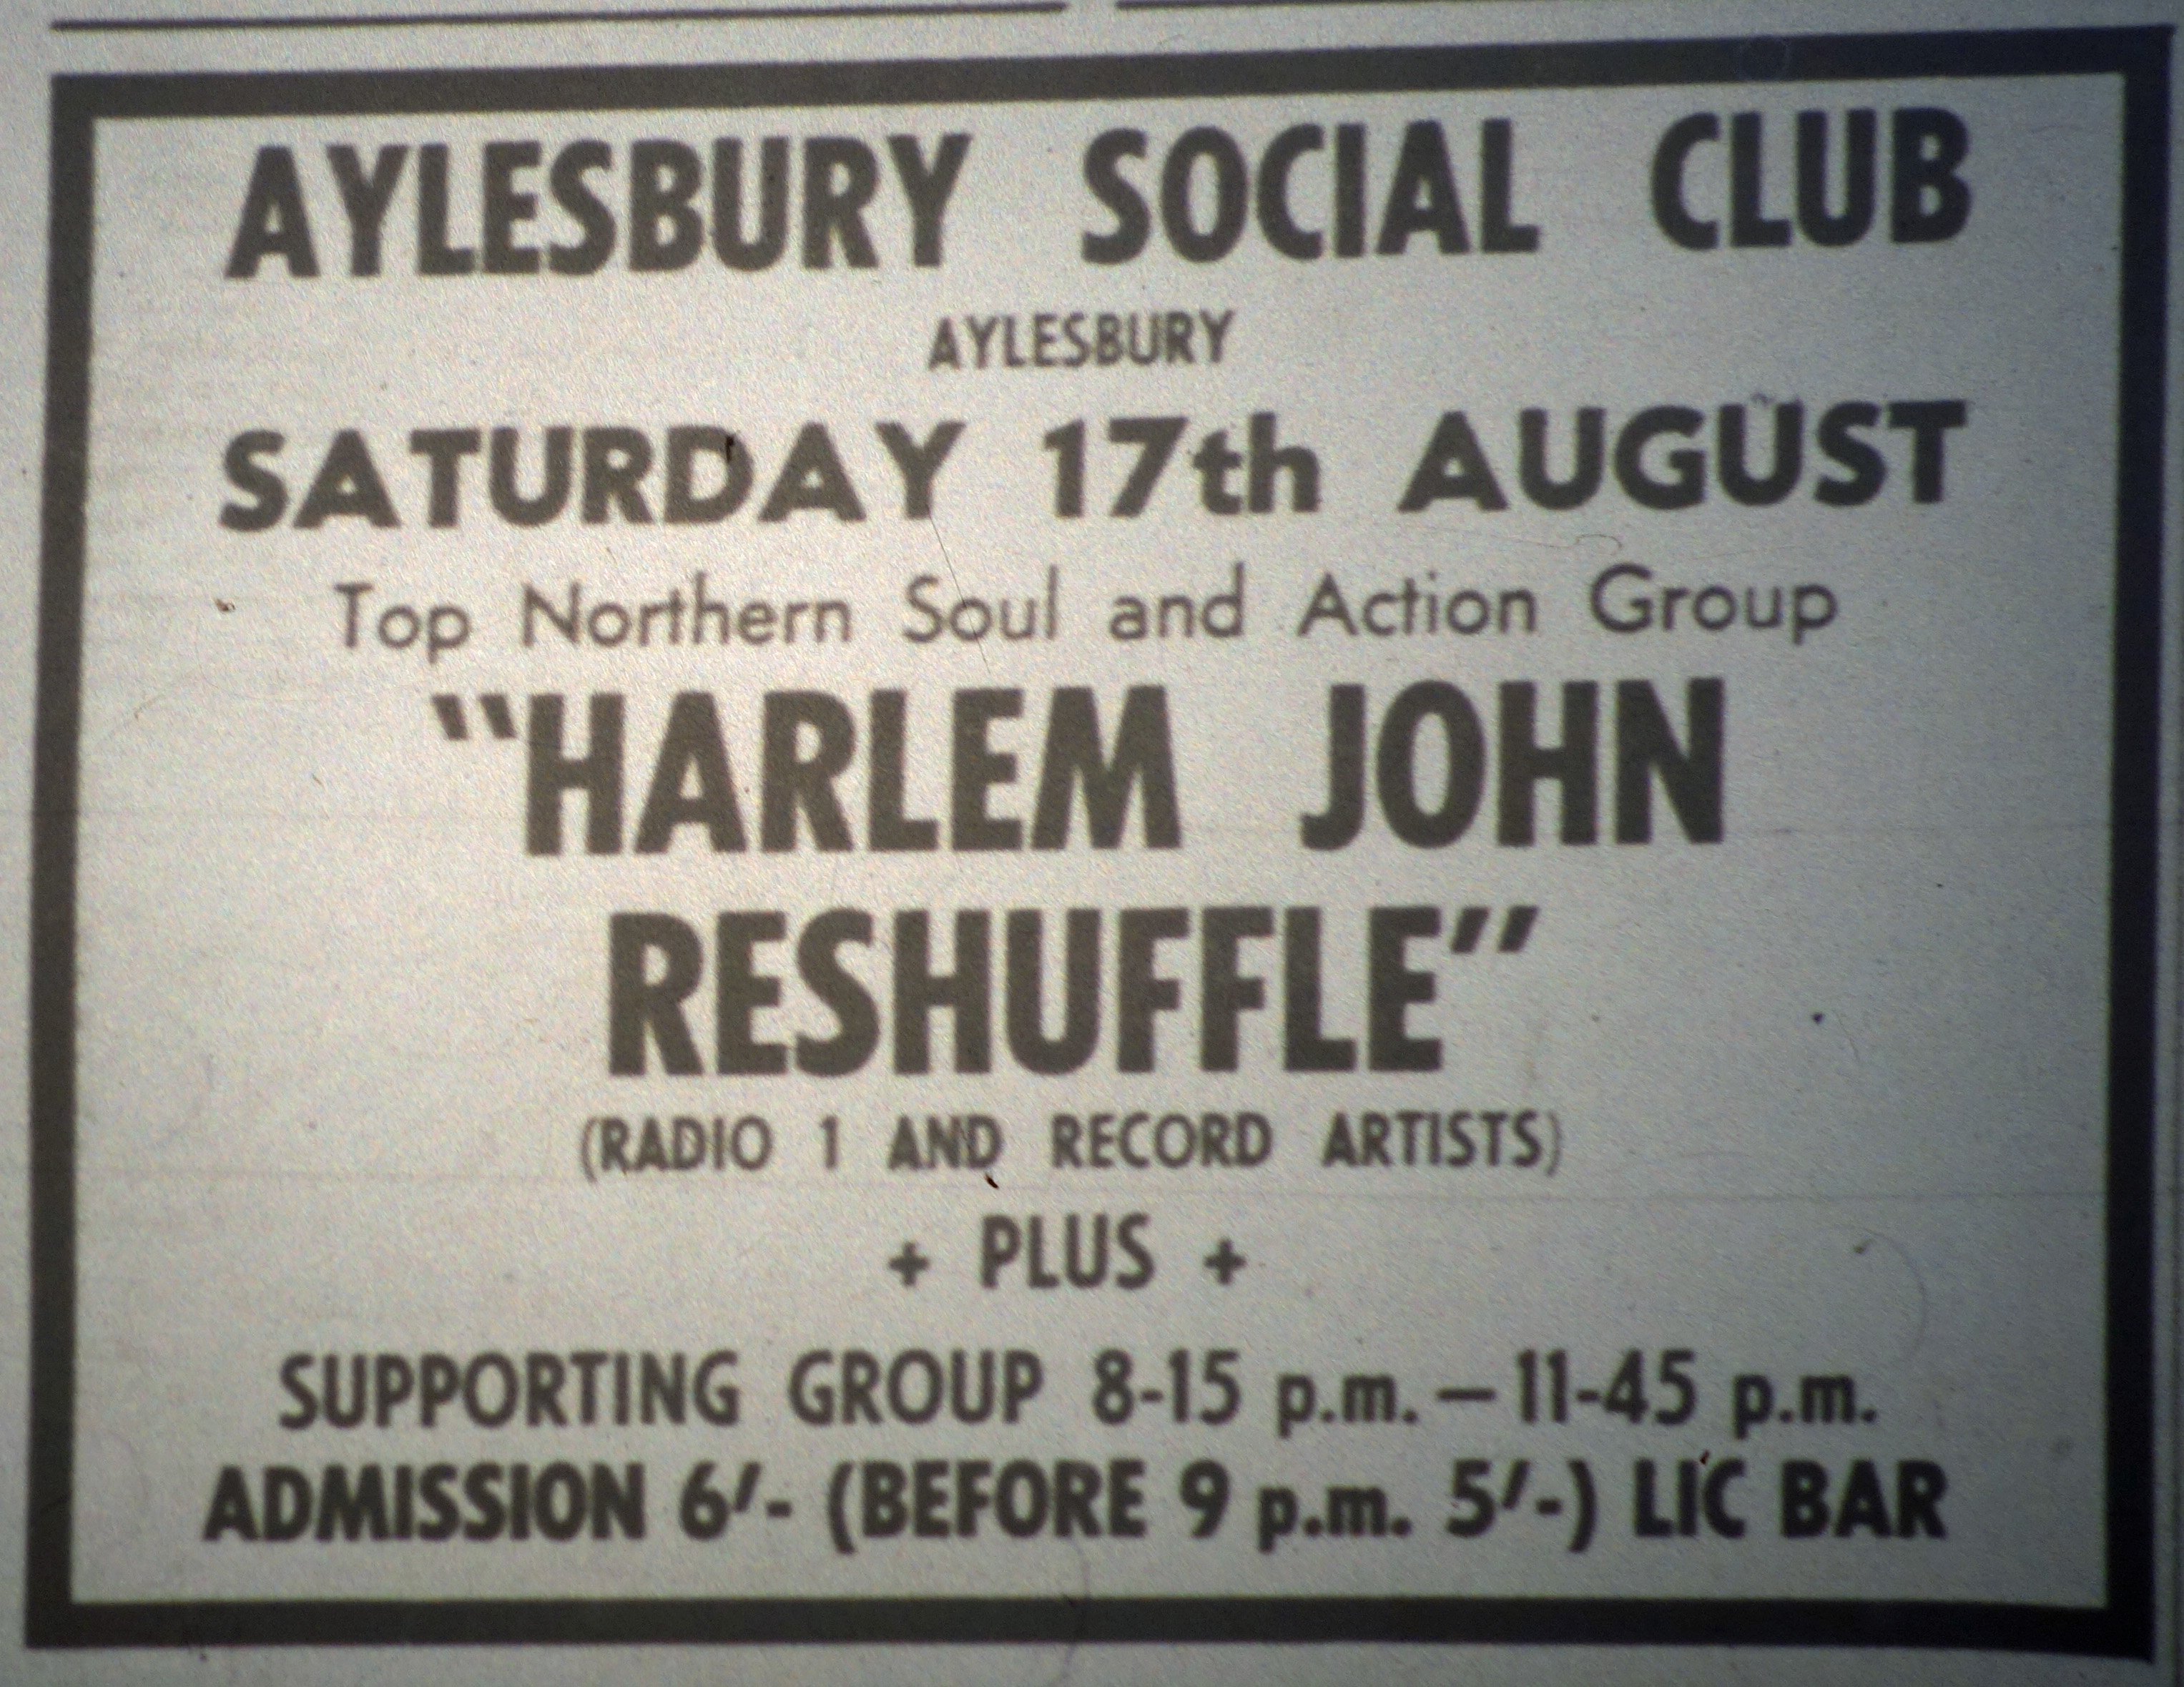 AYLESBURY SOCIAL CLUB
AYLESBURY
SATURDAY 17th AUGUST
Top Northern Soul and Action Group
"HARLEM JOHN
RESHUFFLE"
(RADIO 1 AND RECORD ARTISTS)
+ PLUS +
SUPPORTING GROUP 8-15 p.m. — 11-45 p.m.
ADMISSION 6/- (BEFORE 9 p.m. 5/-) LIC BAR